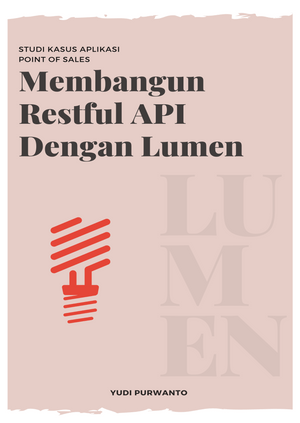 STUDI KASUS APLIKASI
POINT OF SALES
Membangun
Restful API
Dengan Lumen
LU
M
EN
YUDI PURWANTO